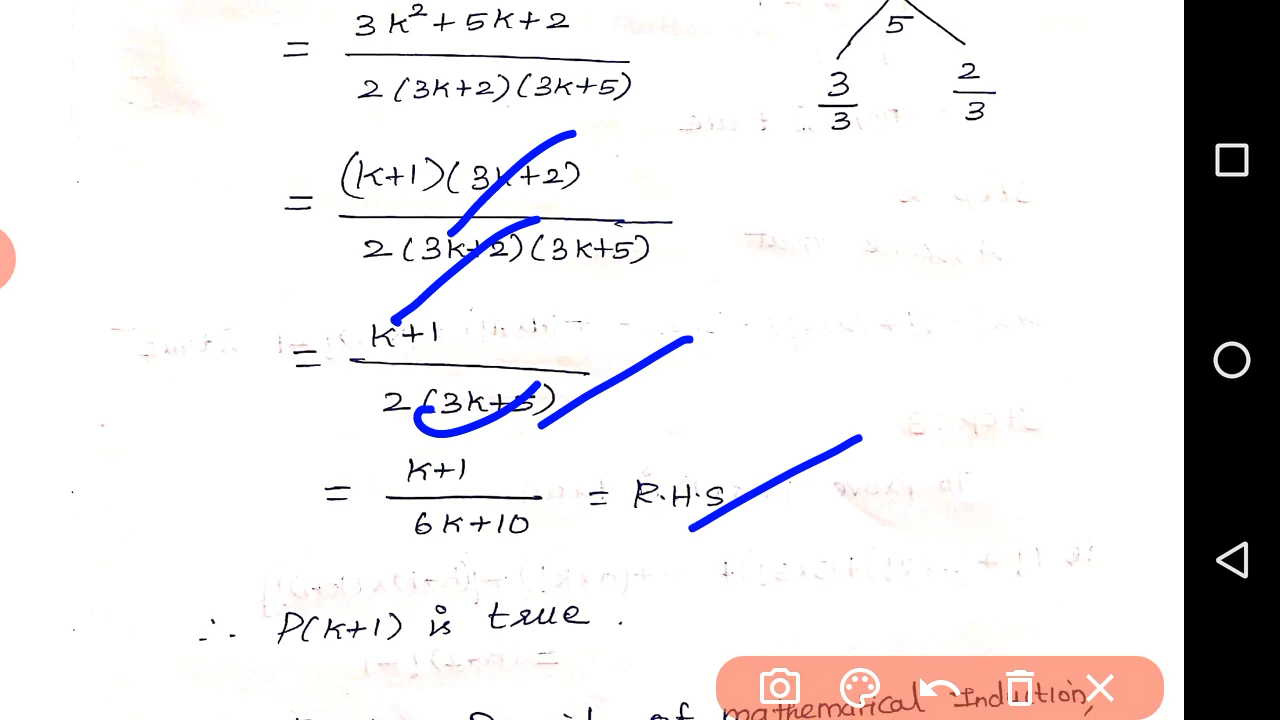 = 3k²+5k+2 / 2(3k+2)(3k+5)
5
3/3 2/3
= (k+1)(3k+2) / 2(3k+2)(3k+5)
= k+1 / 2(3k+5)
= k+1 / 6k+10 = R.H.S
∴ P(k+1) is true.
of mathematical Induction,